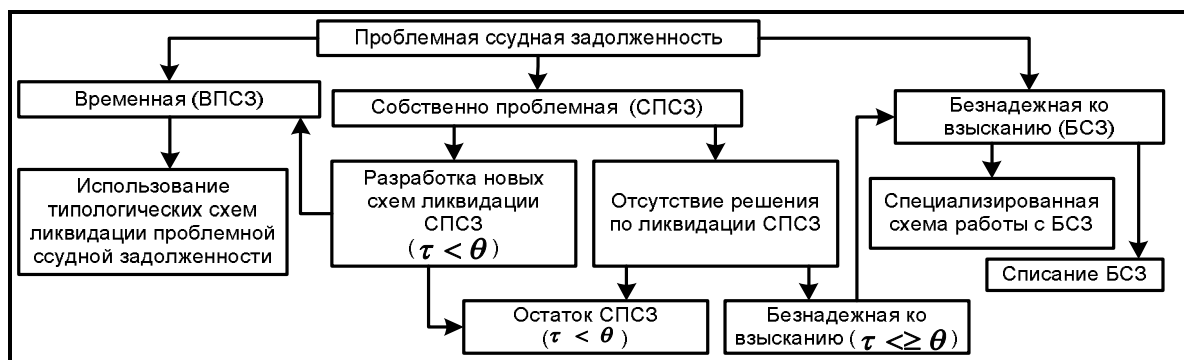 Проблемная ссудная задолженность
Временная (ВПСЗ)
Собственно проблемная (СПСЗ)
Безнадежная ко
взысканию (БСЗ)
Использование
типологических схем
ликвидации проблемной
ссудной задолженности
Разработка новых
схем ликвидации
СПСЗ
(τ < θ)
Отсутствие решения
по ликвидации СПСЗ
Специализированная
схема работы с БСЗ
Списание БСЗ
Остаток СПСЗ
(τ < θ)
Безнадежная ко
взысканию (τ <≥ θ)